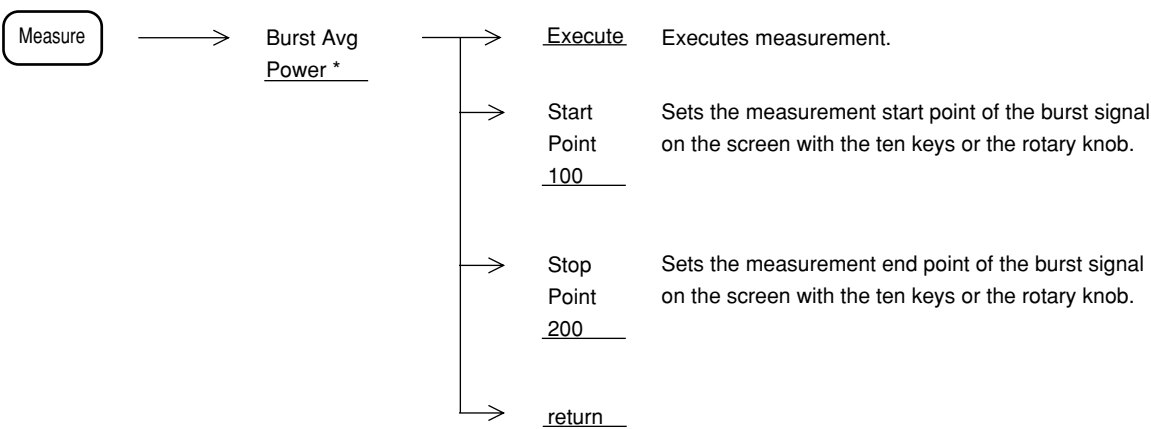 Measure
Burst Avg
Power *
Execute
Executes measurement.
Start
Point
100
Sets the measurement start point of the burst signal
on the screen with the ten keys or the rotary knob.
Stop
Point
200
Sets the measurement end point of the burst signal
on the screen with the ten keys or the rotary knob.
return